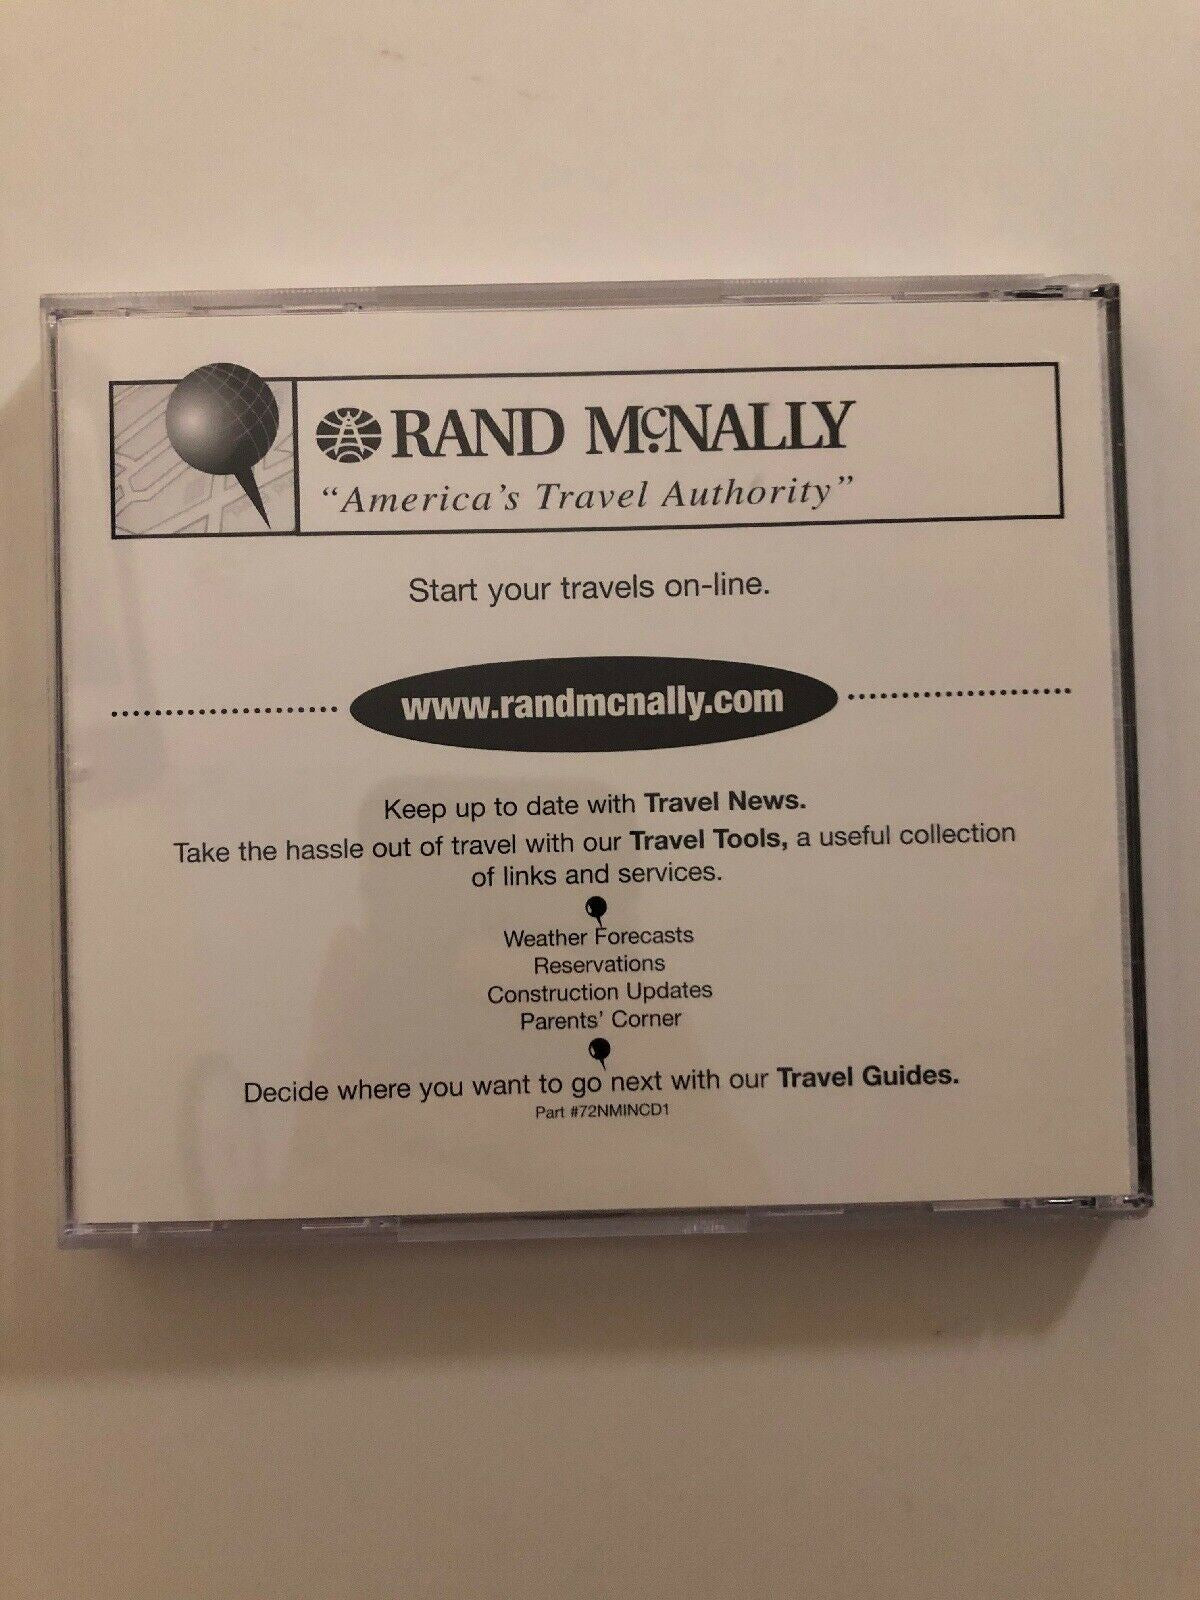 RAND McNALLY
"America's Travel Authority"
Start your travels on-line.
www.randmcnally.com
Keep up to date with Travel News.
Take the hassle out of travel with our Travel Tools, a useful collection
of links and services.
Weather Forecasts
Reservations
Construction Updates
Parents' Corner
Decide where you want to go next with our Travel Guides.
Part #72NMINCD1